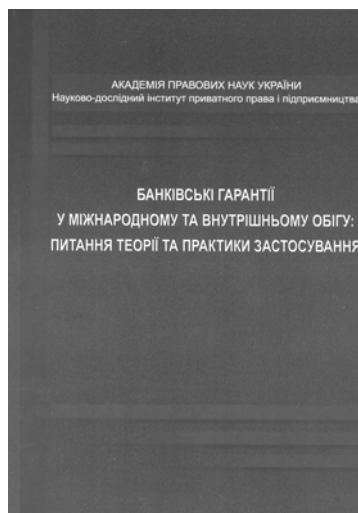 АКАДЕМІЯ ПРАВОВИХ НАУК УКРАЇНИ
Науково-дослідний інститут приватного права і підприємництва
БАНКІВСЬКІ ГАРАНТІЇ
У МІЖНАРОДНОМУ ТА ВНУТРІШНЬОМУ ОБІГУ:
ПИТАННЯ ТЕОРІЇ ТА ПРАКТИКИ ЗАСТОСУВАННЯ